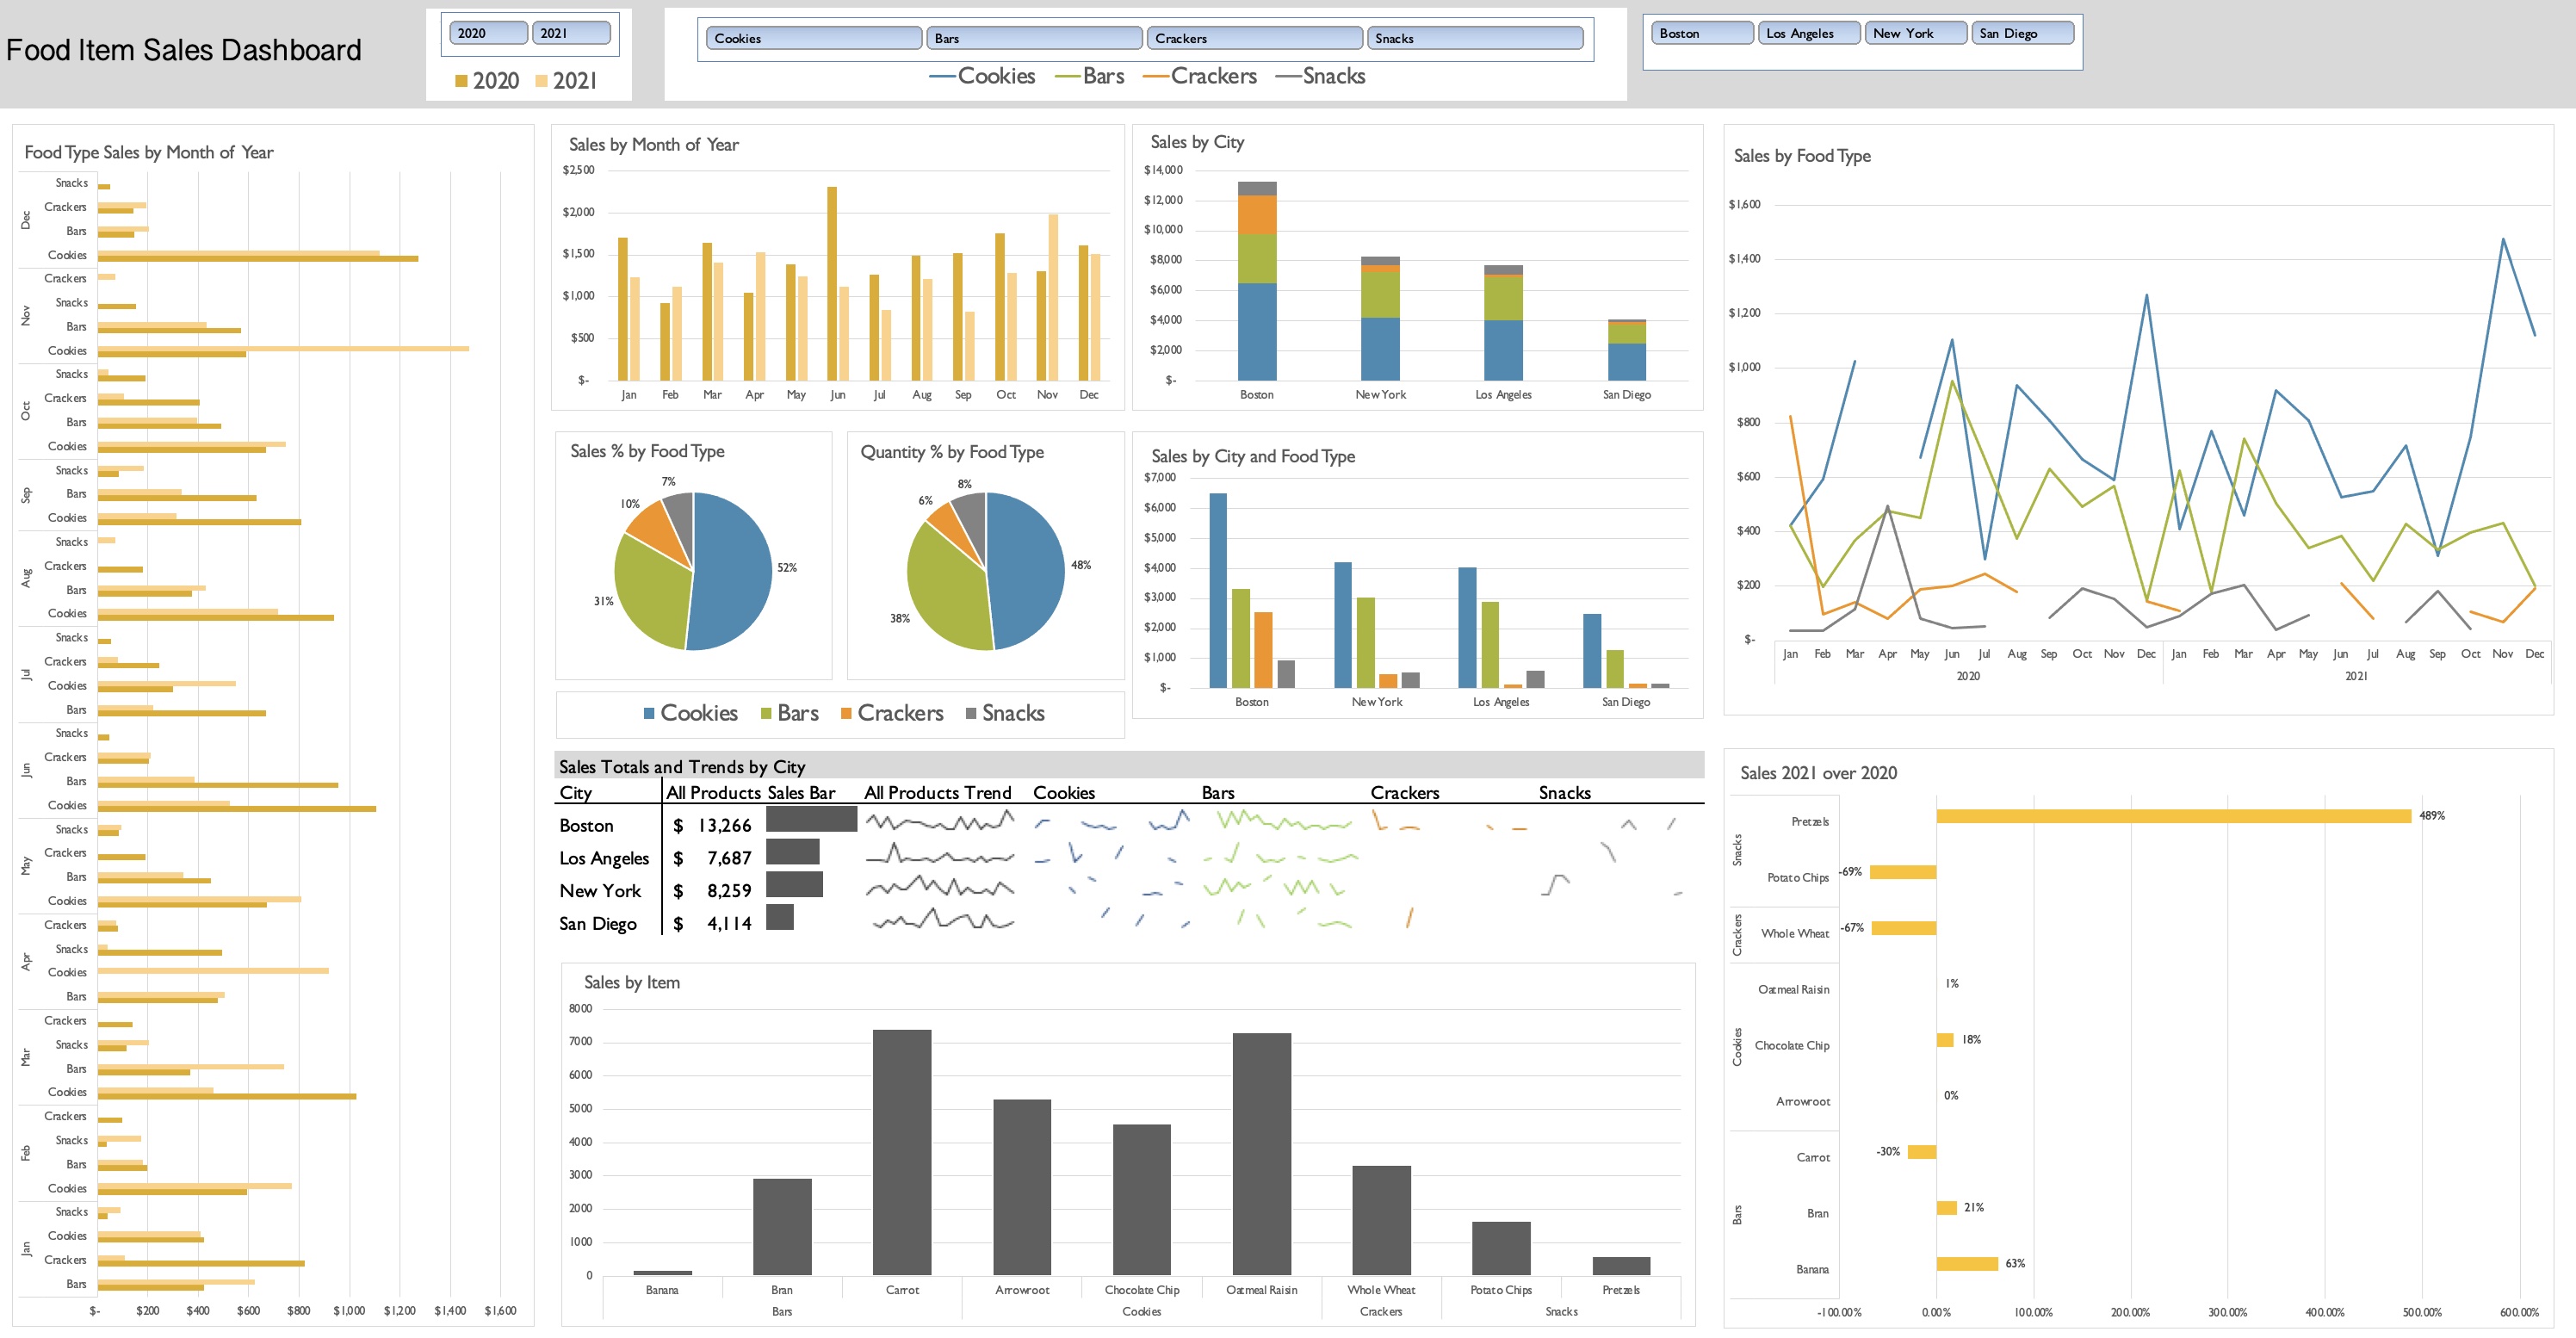 Food Item Sales Dashboard
2020 2021
2020 2021
Cookies Bars Crackers Snacks
Cookies Bars Crackers Snacks
Boston Los Angeles New York San Diego
Food Type Sales by Month of Year
Dec
Snacks
Crackers
Bars
Cookies
Nov
Crackers
Snacks
Bars
Cookies
Oct
Snacks
Crackers
Bars
Cookies
Sep
Snacks
Bars
Cookies
Aug
Snacks
Crackers
Bars
Cookies
Jul
Snacks
Crackers
Cookies
Bars
Jun
Snacks
Crackers
Bars
Cookies
May
Snacks
Crackers
Bars
Cookies
Apr
Crackers
Snacks
Cookies
Bars
Mar
Crackers
Snacks
Bars
Cookies
Feb
Crackers
Snacks
Bars
Cookies
Jan
Snacks
Cookies
Crackers
Bars
$- $200 $400 $600 $800 $1,000 $1,200 $1,400 $1,600
Sales by Month of Year
$2,500
$2,000
$1,500
$1,000
$500
$-
Jan Feb Mar Apr May Jun Jul Aug Sep Oct Nov Dec
Sales by City
$14,000
$12,000
$10,000
$8,000
$6,000
$4,000
$2,000
$-
Boston New York Los Angeles San Diego
Sales by Food Type
$1,600
$1,400
$1,200
$1,000
$800
$600
$400
$200
$-
Jan Feb Mar Apr May Jun Jul Aug Sep Oct Nov Dec Jan Feb Mar Apr May Jun Jul Aug Sep Oct Nov Dec
2020 2021
Sales % by Food Type
7%
10%
52%
31%
Quantity % by Food Type
8%
6%
48%
38%
Cookies Bars Crackers Snacks
Sales by City and Food Type
$7,000
$6,000
$5,000
$4,000
$3,000
$2,000
$1,000
$-
Boston New York Los Angeles San Diego
Sales Totals and Trends by City
City All Products Sales Bar All Products Trend Cookies Bars Crackers Snacks
Boston $ 13,266
Los Angeles $ 7,687
New York $ 8,259
San Diego $ 4,114
Sales by Item
8000
7000
6000
5000
4000
3000
2000
1000
0
Banana Bran Carrot Arrowroot Chocolate Chip Oatmeal Raisin Whole Wheat Potato Chips Pretzels
Bars Cookies Crackers Snacks
Sales 2021 over 2020
Snacks
Pretzels 489%
Potato Chips -69%
Crackers
Whole Wheat -67%
Cookies
Oatmeal Raisin 1%
Chocolate Chip 18%
Arrowroot 0%
Bars
Carrot -30%
Bran 21%
Banana 63%
-100.00% 0.00% 100.00% 200.00% 300.00% 400.00% 500.00% 600.00%